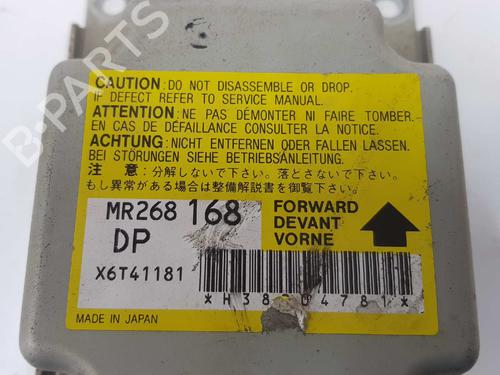 CAUTION : DO NOT DISASSEMBLE OR DROP.
IF DEFECT REFER TO SERVICE MANUAL.
ATTENTION : NE PAS DÉMONTER NI FAIRE TOMBER.
EN CAS DE DÉFAILLANCE CONSULTER LA NOTICE.
ACHTUNG : NICHT ENTFERNEN ODER FALLEN LASSEN.
BEI STÖRUNGEN SIEHE BETRIEBSANLEITUNG.
注 意 : 分解しないで下さい。落とさないで下さい。
もし異常がある場合は整備解説書を御覧下さい。
MR268 168
DP
X6T41181
FORWARD
DEVANT
VORNE
MADE IN JAPAN
B-PARTS